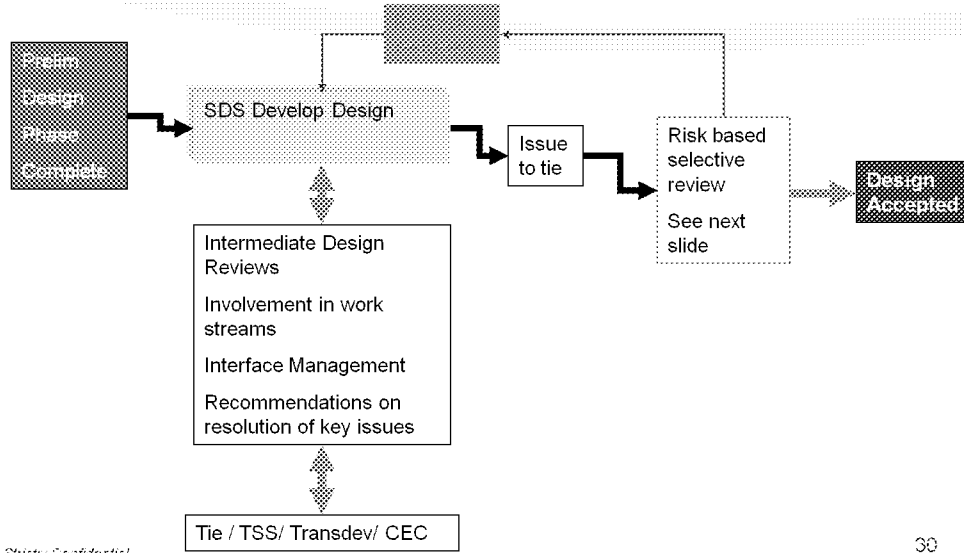 Prelim
Design
Phase
Complete
SDS Develop Design
Issue
to tie
Risk based
selective
review
See next
slide
Design
Accepted
Intermediate Design
Reviews
Involvement in work
streams
Interface Management
Recommendations on
resolution of key issues
Tie / TSS/ Transdev/ CEC
Strictly Confidential
30